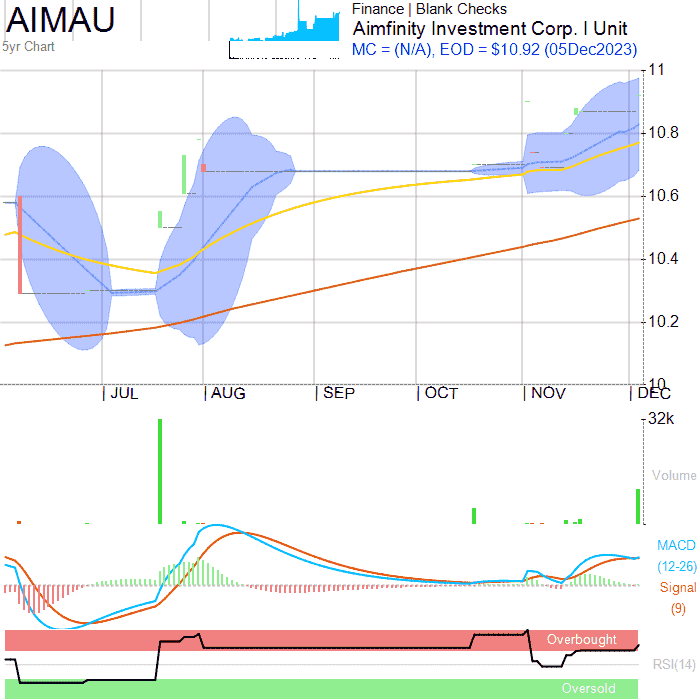 AIMAU
5yr Chart
Finance | Blank Checks
Aimfinity Investment Corp. I Unit
MC = (N/A), EOD = $10.92 (05Dec2023)
11
10.8
10.6
10.4
10.2
10
JUL AUG SEP OCT NOV DEC
32k
Volume
MACD
(12-26)
Signal
(9)
Overbought
RSI(14)
Oversold